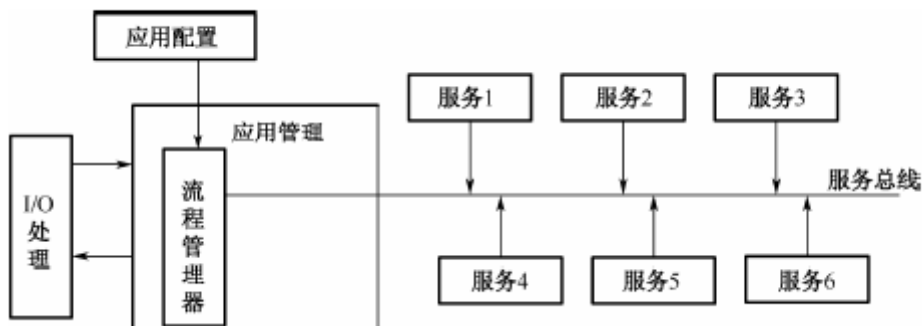 应用配置
服务1
服务2
服务3
应用管理
I/O
处理
流程管理器
服务总线
服务4
服务5
服务6